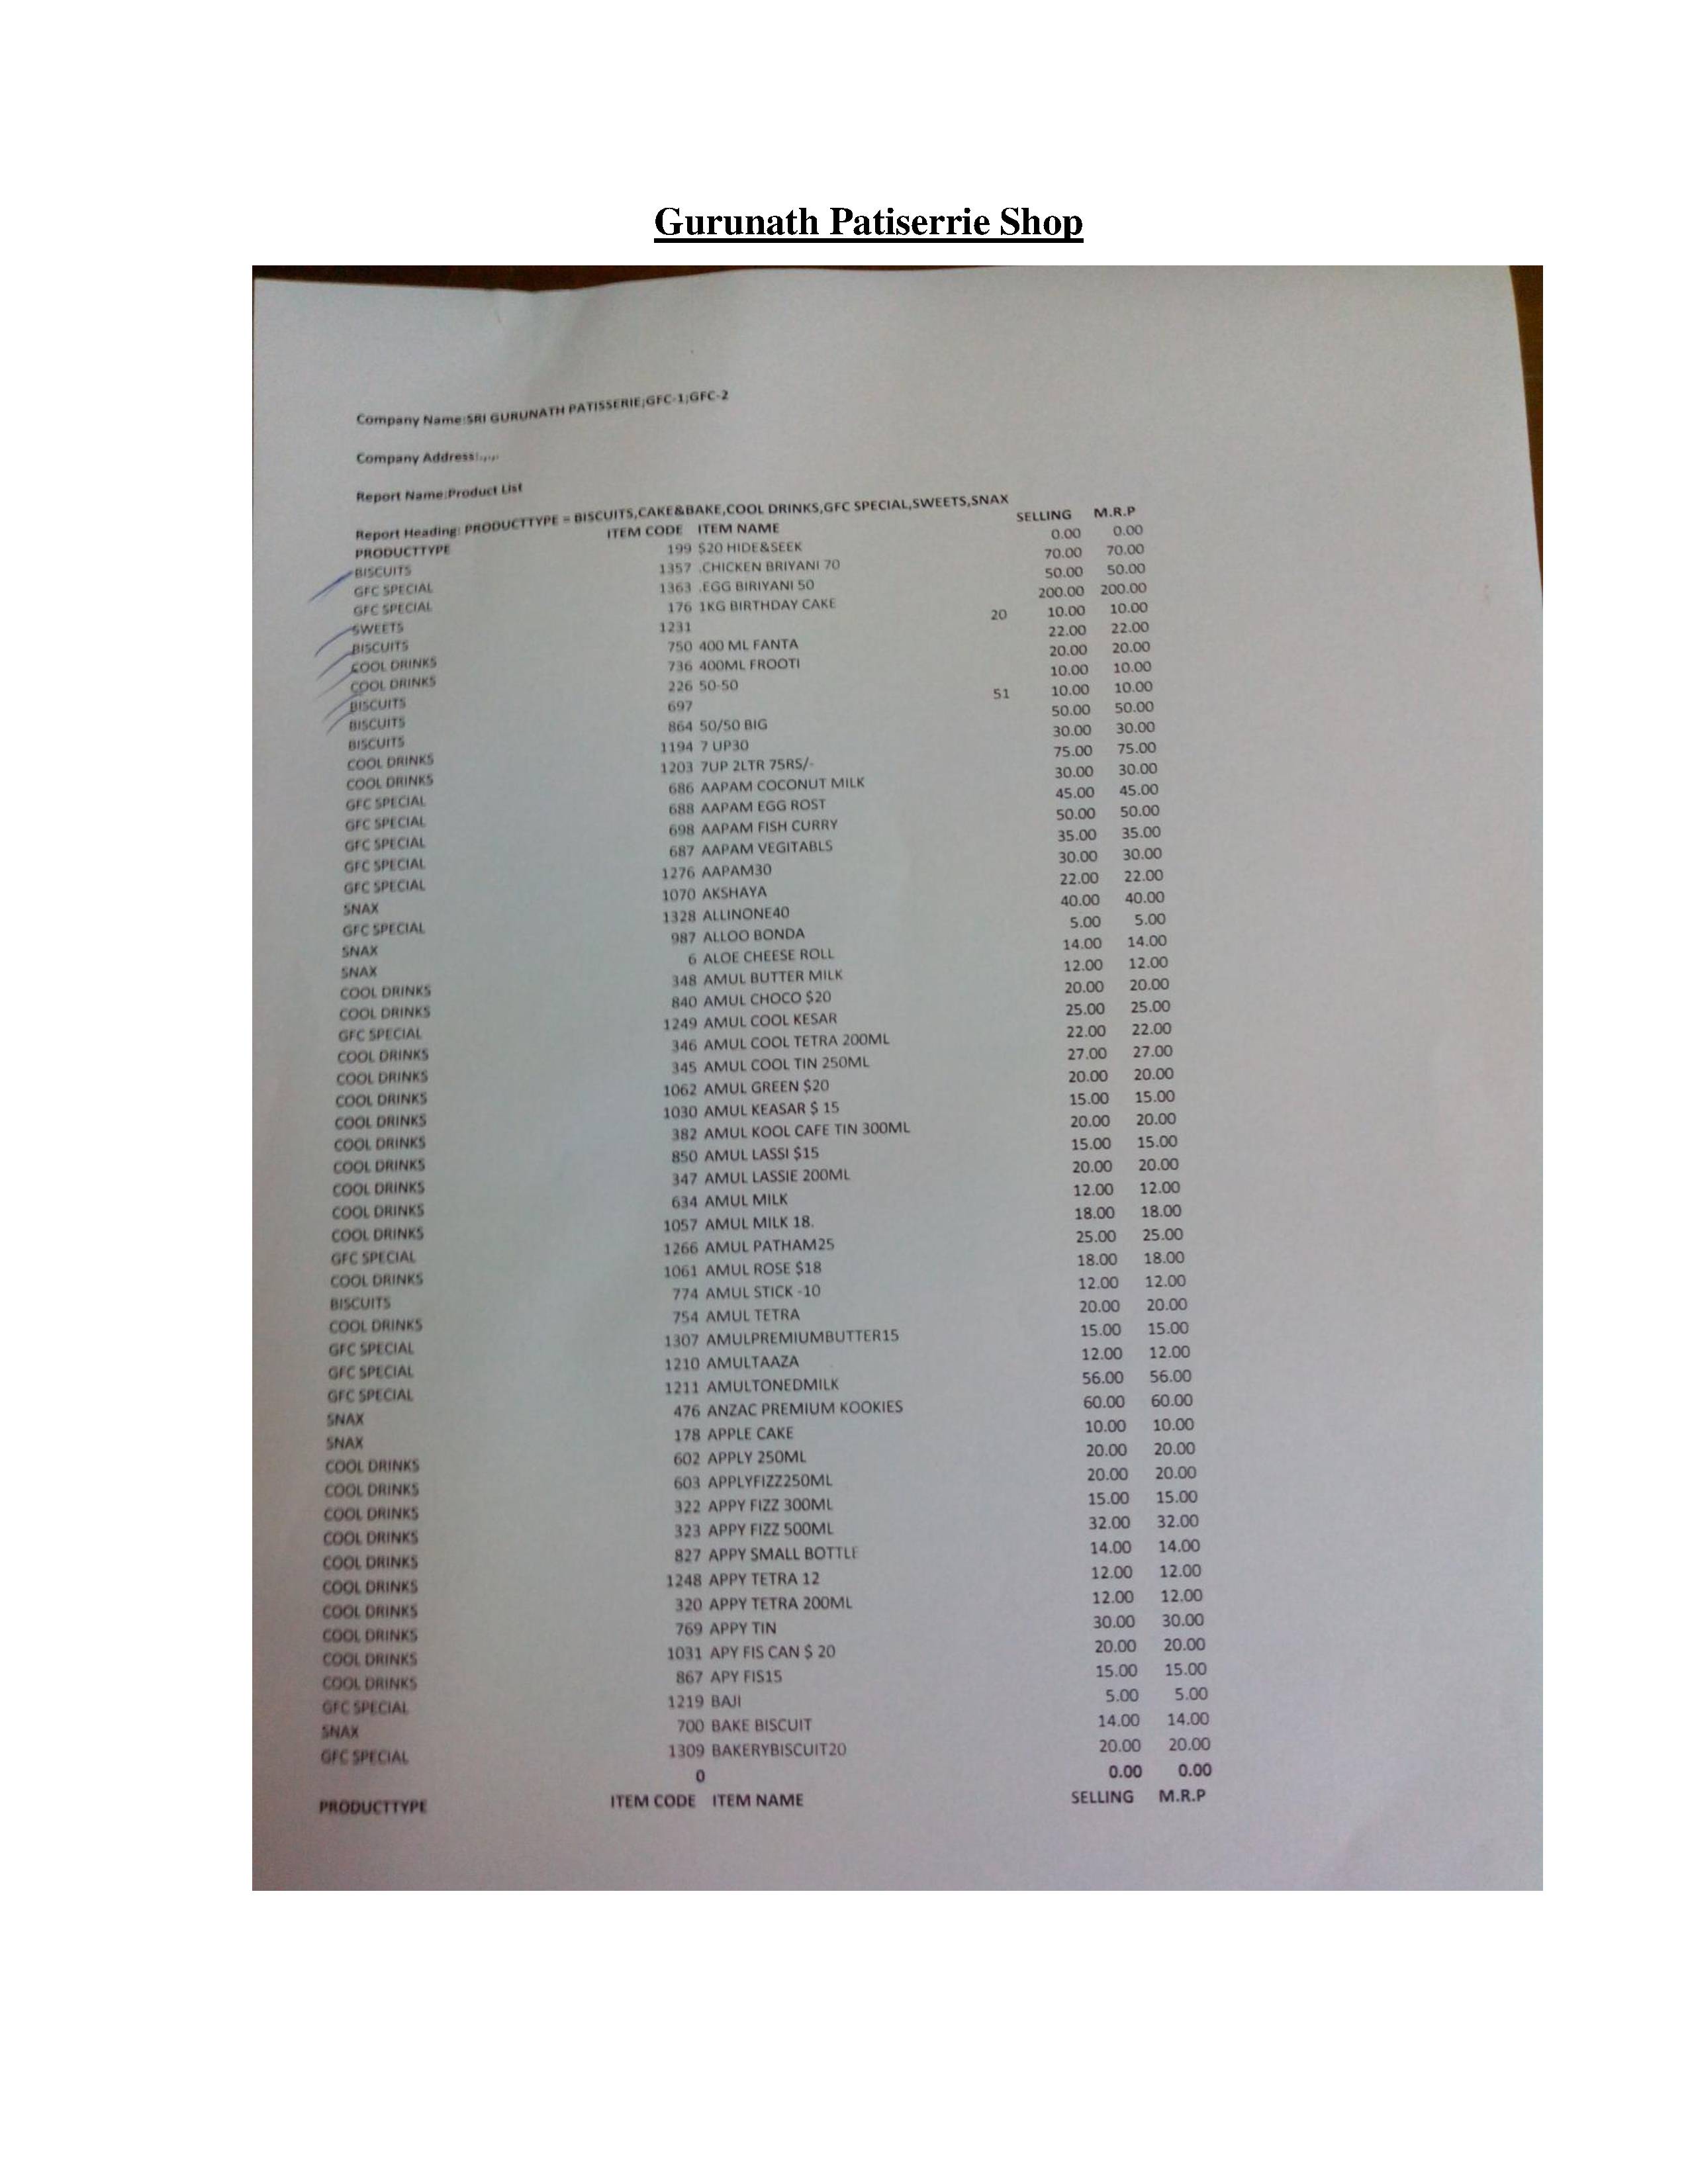 Gurunath Patiserrie Shop
Company Name:SRI GURUNATH PATISSERIE,GFC-1,GFC-2
Company Address:,,,,
Report Name:Product List
Report Heading: PRODUCTTYPE = BISCUITS,CAKE&BAKE,COOL DRINKS,GFC SPECIAL,SWEETS,SNAX
PRODUCTTYPE ITEM CODE ITEM NAME SELLING M.R.P
BISCUITS 199 $20 HIDE&SEEK 0.00 0.00
GFC SPECIAL 1357 .CHICKEN BRIYANI 70 70.00 70.00
GFC SPECIAL 1363 .EGG BIRIYANI 50 50.00 50.00
SWEETS 176 1KG BIRTHDAY CAKE 200.00 200.00
BISCUITS 1231 20 10.00 10.00
COOL DRINKS 750 400 ML FANTA 22.00 22.00
COOL DRINKS 736 400ML FROOTI 20.00 20.00
BISCUITS 226 50-50 10.00 10.00
BISCUITS 697 51 10.00 10.00
BISCUITS 864 50/50 BIG 50.00 50.00
COOL DRINKS 1194 7 UP30 30.00 30.00
COOL DRINKS 1203 7UP 2LTR 75RS/- 75.00 75.00
GFC SPECIAL 686 AAPAM COCONUT MILK 30.00 30.00
GFC SPECIAL 688 AAPAM EGG ROST 45.00 45.00
GFC SPECIAL 698 AAPAM FISH CURRY 50.00 50.00
GFC SPECIAL 687 AAPAM VEGITABLS 35.00 35.00
GFC SPECIAL 1276 AAPAM30 30.00 30.00
SNAX 1070 AKSHAYA 22.00 22.00
GFC SPECIAL 1328 ALLINONE40 40.00 40.00
SNAX 987 ALLOO BONDA 5.00 5.00
SNAX 6 ALOE CHEESE ROLL 14.00 14.00
COOL DRINKS 348 AMUL BUTTER MILK 12.00 12.00
COOL DRINKS 840 AMUL CHOCO $20 20.00 20.00
GFC SPECIAL 1249 AMUL COOL KESAR 25.00 25.00
COOL DRINKS 346 AMUL COOL TETRA 200ML 22.00 22.00
COOL DRINKS 345 AMUL COOL TIN 250ML 27.00 27.00
COOL DRINKS 1062 AMUL GREEN $20 20.00 20.00
COOL DRINKS 1030 AMUL KEASAR $ 15 15.00 15.00
COOL DRINKS 382 AMUL KOOL CAFE TIN 300ML 20.00 20.00
COOL DRINKS 850 AMUL LASSI $15 15.00 15.00
COOL DRINKS 347 AMUL LASSIE 200ML 20.00 20.00
COOL DRINKS 634 AMUL MILK 12.00 12.00
COOL DRINKS 1057 AMUL MILK 18. 18.00 18.00
GFC SPECIAL 1266 AMUL PATHAM25 25.00 25.00
COOL DRINKS 1061 AMUL ROSE $18 18.00 18.00
BISCUITS 774 AMUL STICK -10 12.00 12.00
COOL DRINKS 754 AMUL TETRA 20.00 20.00
GFC SPECIAL 1307 AMULPREMIUMBUTTER15 15.00 15.00
GFC SPECIAL 1210 AMULTAAZA 12.00 12.00
GFC SPECIAL 1211 AMULTONEDMILK 56.00 56.00
SNAX 476 ANZAC PREMIUM KOOKIES 60.00 60.00
SNAX 178 APPLE CAKE 10.00 10.00
COOL DRINKS 602 APPLY 250ML 20.00 20.00
COOL DRINKS 603 APPLYFIZZ250ML 20.00 20.00
COOL DRINKS 322 APPY FIZZ 300ML 15.00 15.00
COOL DRINKS 323 APPY FIZZ 500ML 32.00 32.00
COOL DRINKS 827 APPY SMALL BOTTLE 14.00 14.00
COOL DRINKS 1248 APPY TETRA 12 12.00 12.00
COOL DRINKS 320 APPY TETRA 200ML 12.00 12.00
COOL DRINKS 769 APPY TIN 30.00 30.00
COOL DRINKS 1031 APY FIS CAN $ 20 20.00 20.00
COOL DRINKS 867 APY FIS15 15.00 15.00
GFC SPECIAL 1219 BAJI 5.00 5.00
SNAX 700 BAKE BISCUIT 14.00 14.00
GFC SPECIAL 1309 BAKERYBISCUIT20 20.00 20.00
0 0.00 0.00
PRODUCTTYPE ITEM CODE ITEM NAME SELLING M.R.P